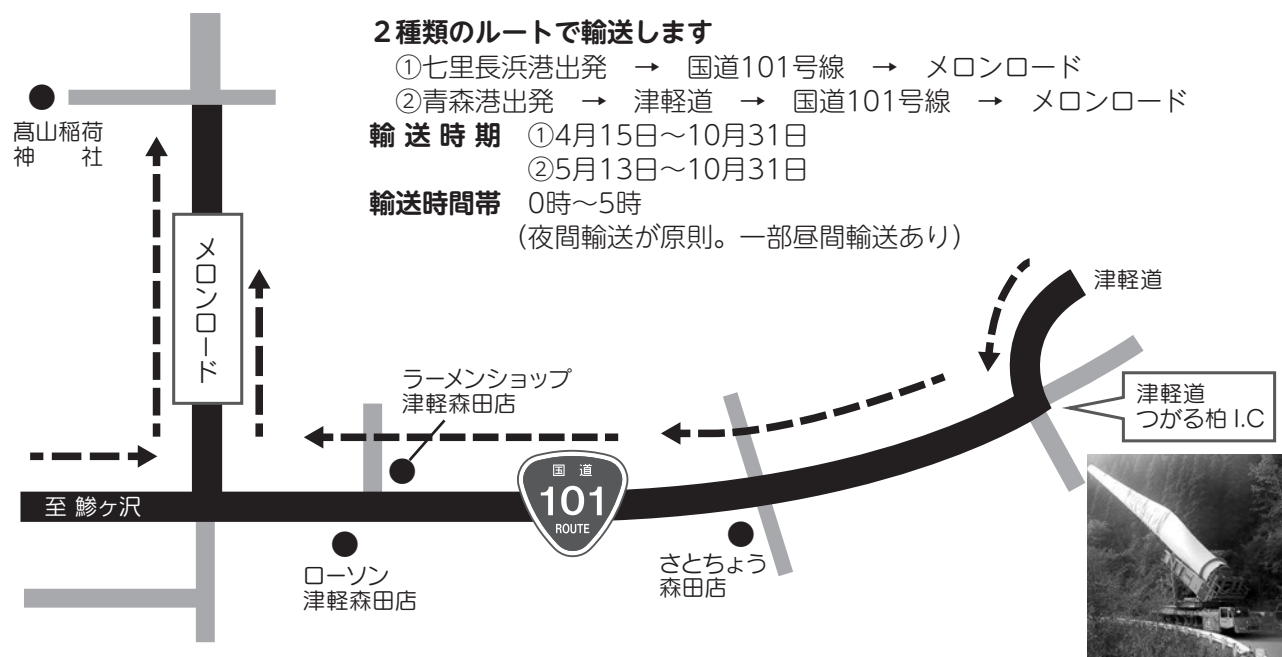 ２種類のルートで輸送します
①七里長浜港出発　→　国道101号線　→　メロンロード
②青森港出発　→　津軽道　→　国道101号線　→　メロンロード
輸 送 時 期　①4月15日～10月31日
②5月13日～10月31日
輸送時間帯　0時～5時
（夜間輸送が原則。一部昼間輸送あり）
髙山稲荷
神　　社
メロンロード
津軽道
ラーメンショップ
津軽森田店
津軽道
つがる柏 I.C
国 道
101
ROUTE
至 鰺ヶ沢
ローソン
津軽森田店
さとちょう
森田店